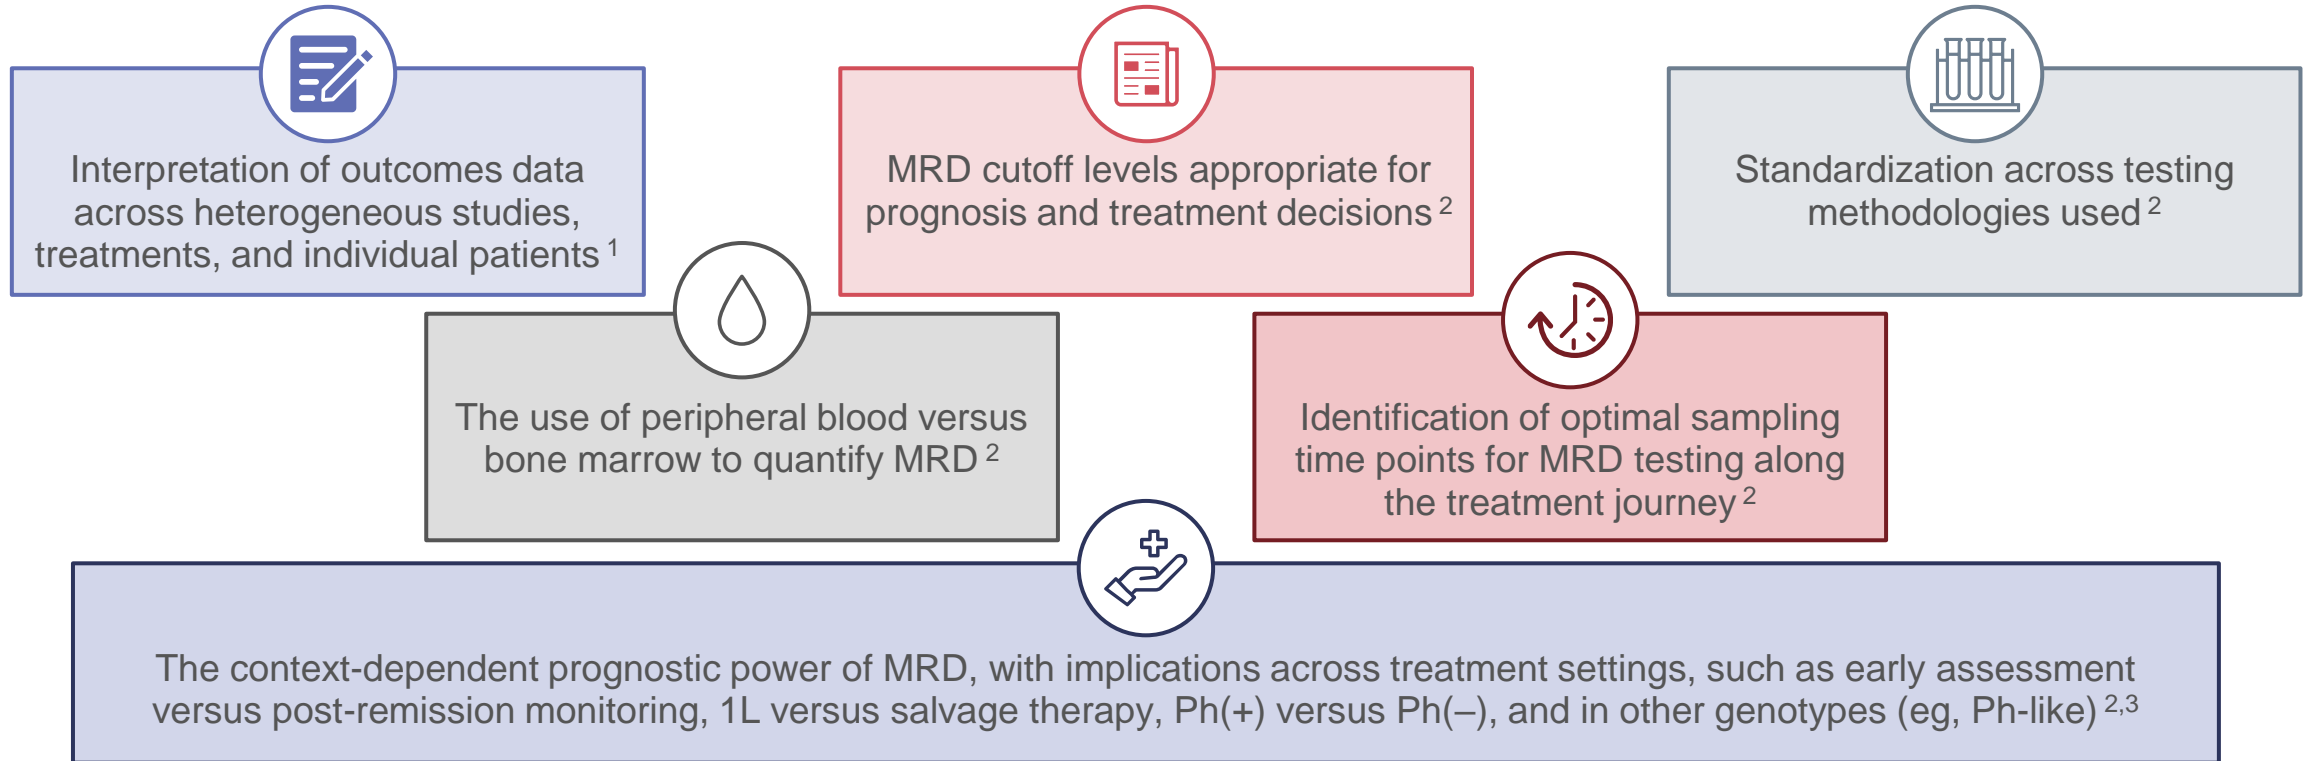 Interpretation of outcomes data
across heterogeneous studies,
treatments, and individual patients 1
MRD cutoff levels appropriate for
prognosis and treatment decisions 2
Standardization across testing
methodologies used 2
The use of peripheral blood versus
bone marrow to quantify MRD 2
Identification of optimal sampling
time points for MRD testing along
the treatment journey 2
The context-dependent prognostic power of MRD, with implications across treatment settings, such as early assessment
versus post-remission monitoring, 1L versus salvage therapy, Ph(+) versus Ph(–), and in other genotypes (eg, Ph-like) 2,3